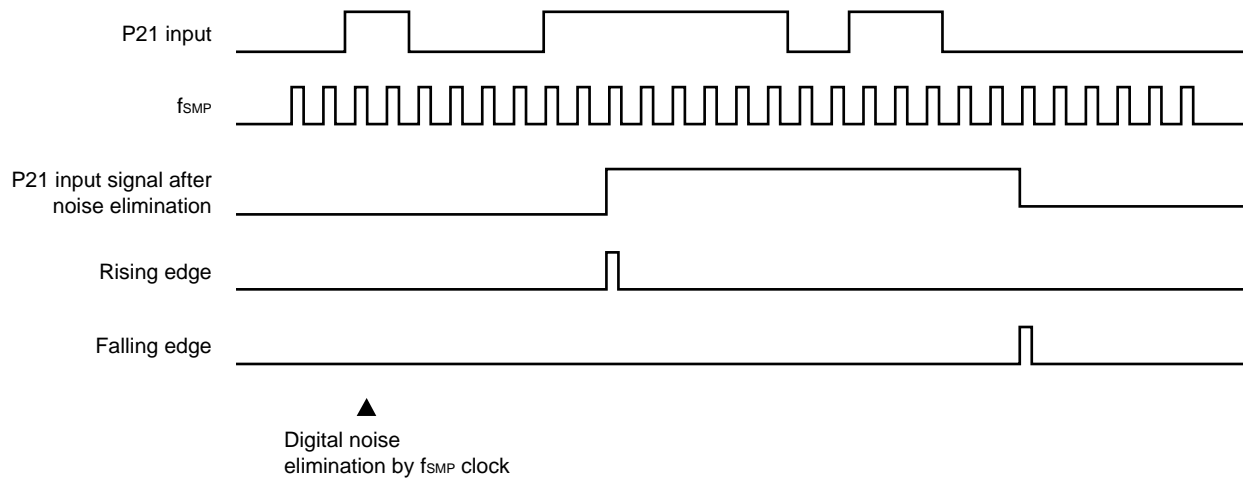 P21 input
fSMP
P21 input signal after
noise elimination
Rising edge
Falling edge
Digital noise
elimination by fSMP clock